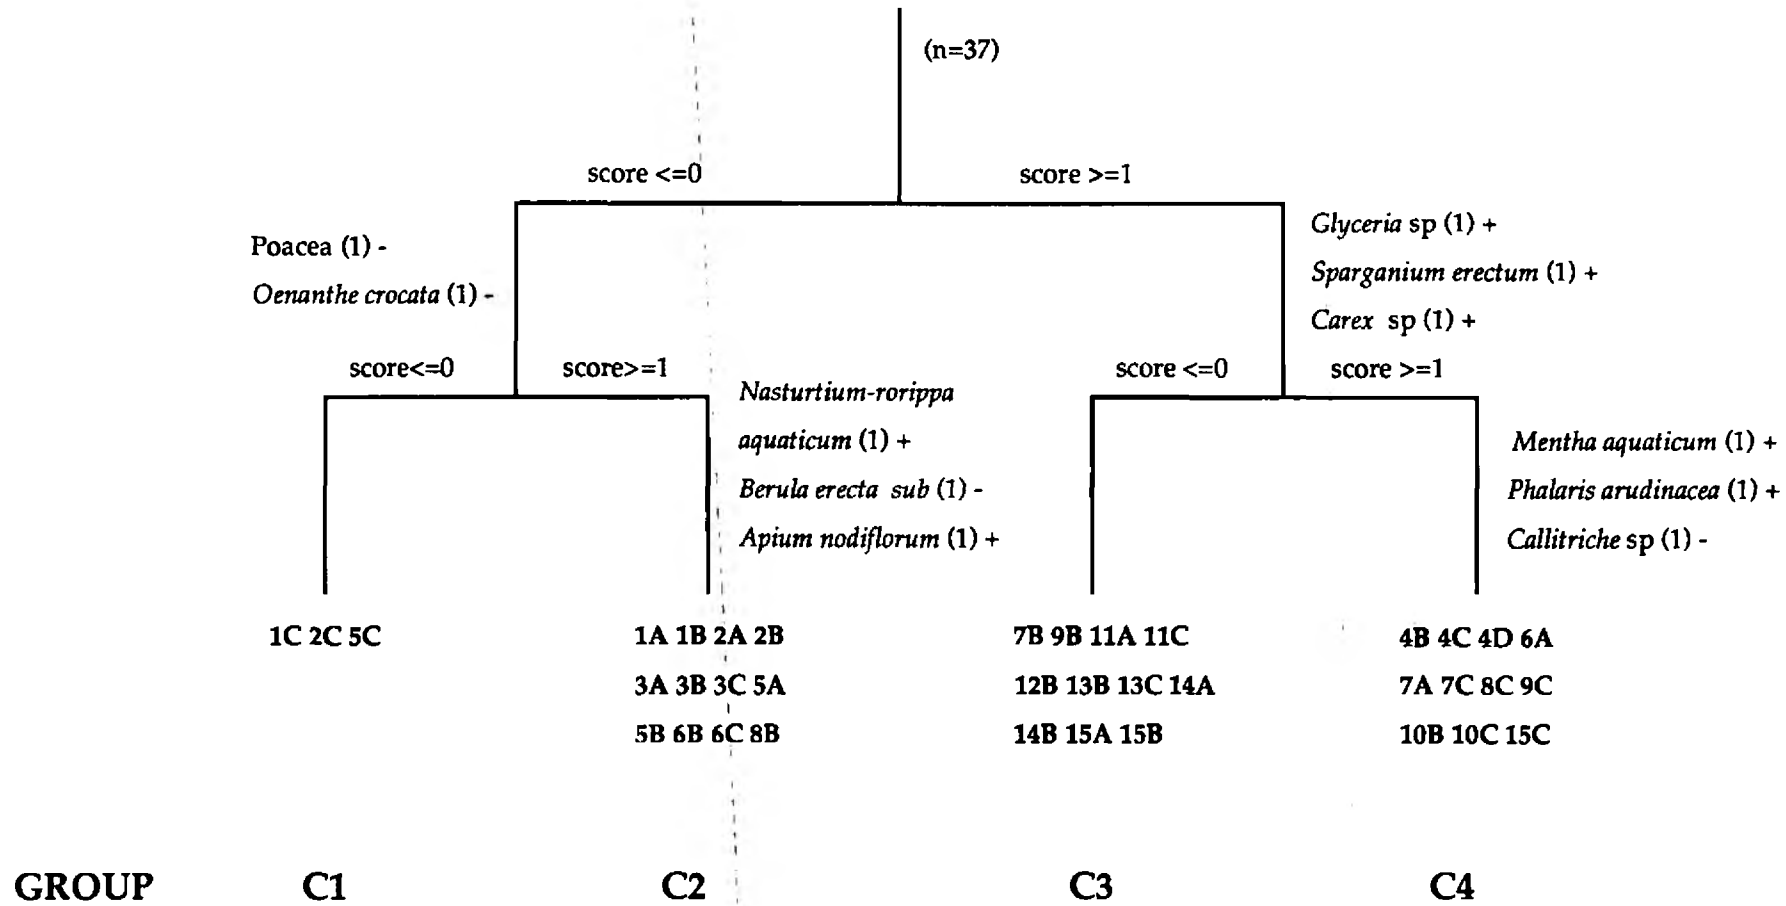 (n=37)
score <=0
score >=1
Poacea (1) -
Oenanthe crocata (1) -
Glyceria sp (1) +
Sparganium erectum (1) +
Carex sp (1) +
score<=0
score>=1
score <=0
score >=1
Nasturtium-rorippa
aquaticum (1) +
Berula erecta sub (1) -
Apium nodiflorum (1) +
Mentha aquaticum (1) +
Phalaris arudinacea (1) +
Callitriche sp (1) -
1C 2C 5C
1A 1B 2A 2B
3A 3B 3C 5A
5B 6B 6C 8B
7B 9B 11A 11C
12B 13B 13C 14A
14B 15A 15B
4B 4C 4D 6A
7A 7C 8C 9C
10B 10C 15C
GROUP C1 C2 C3 C4